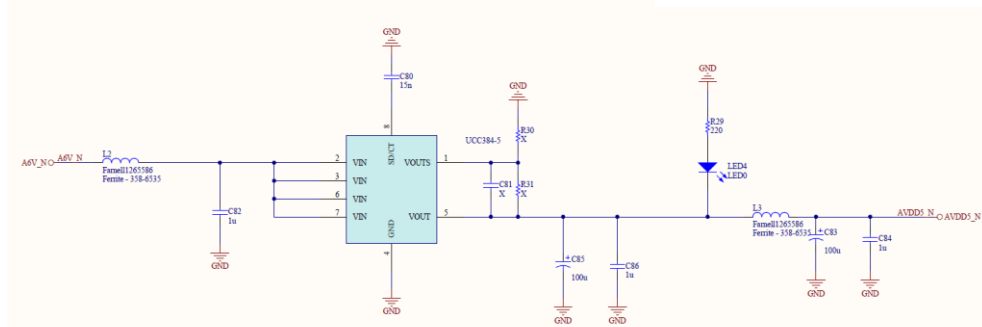 GND
C80
15n
GND
GND
8
R30
X
R29
220
UCC384-5
SD/CT
A6V_N
A6V_N
L2
2
VIN
VOUTS
1
Farnell1265586
Ferrite - 358-6535
3
VIN
C81
X
R31
X
LED4
LED0
6
VIN
C82
1u
7
VIN
VOUT
5
L3
AVDD5_N
AVDD5_N
GND
Farnell1265586
Ferrite - 358-6535
4
C83
100u
C84
1u
GND
C85
100u
C86
1u
GND
GND
GND
GND
GND